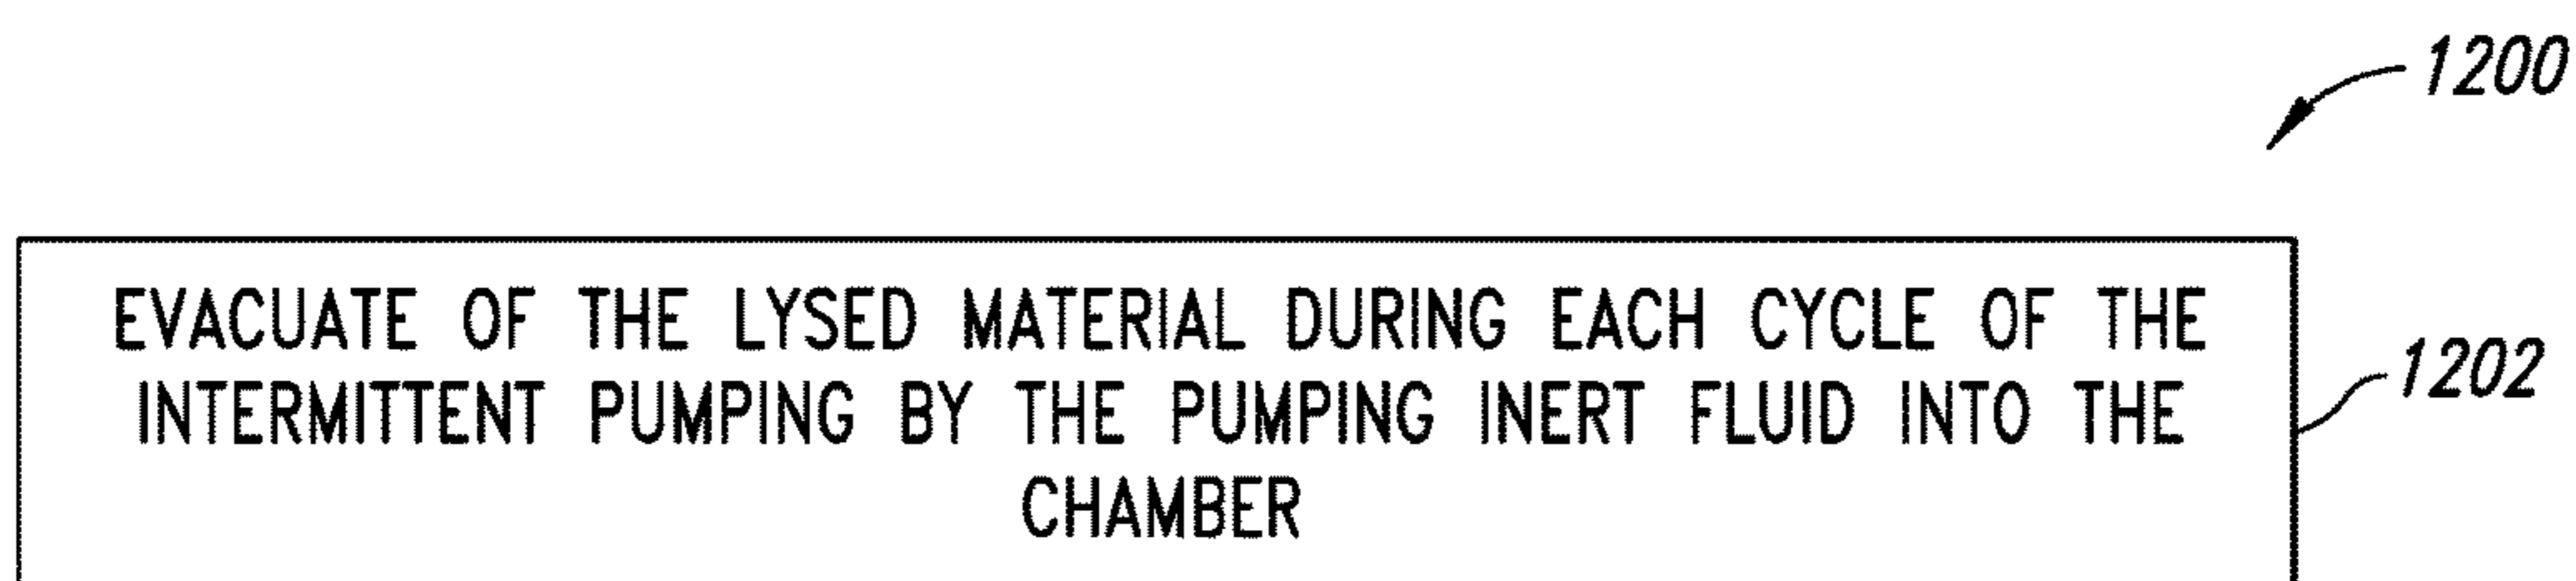 1200
EVACUATE OF THE LYSED MATERIAL DURING EACH CYCLE OF THE
INTERMITTENT PUMPING BY THE PUMPING INERT FLUID INTO THE
CHAMBER
1202